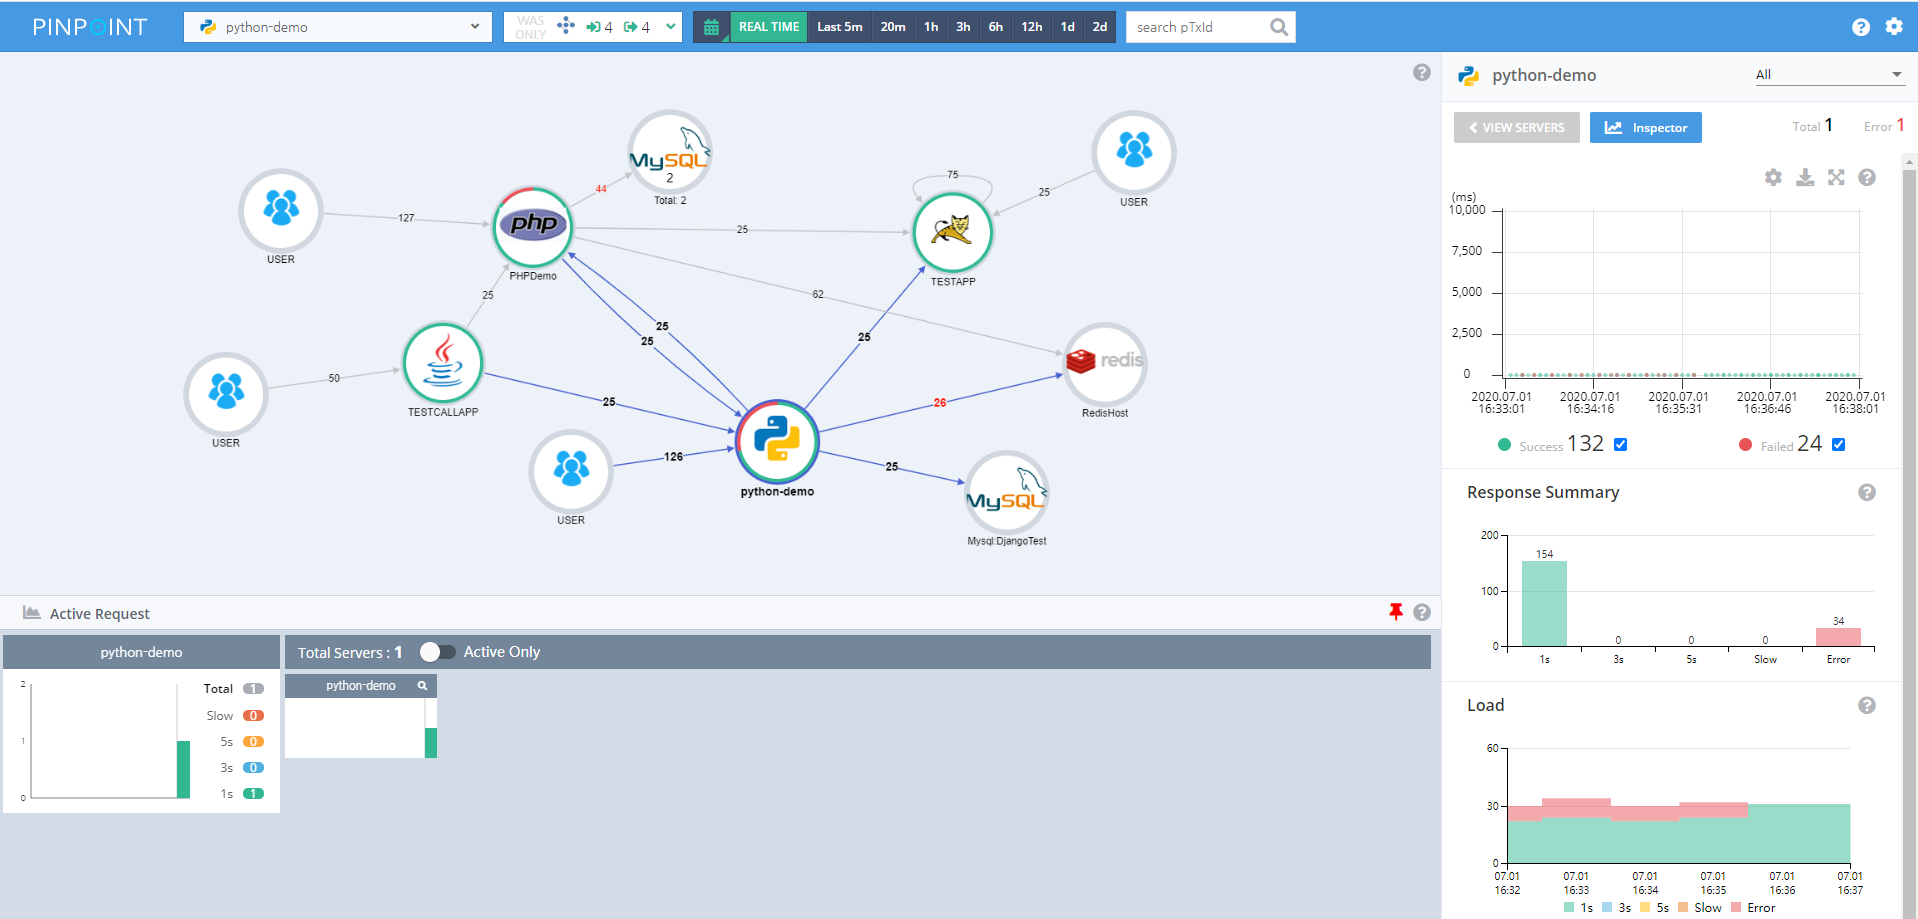 PINPOINT
python-demo
WAS ONLY
4
4
REAL TIME
Last 5m
20m
1h
3h
6h
12h
1d
2d
search pTxId
MySQL
2
Total: 2
USER
127
44
php
PHPDemo
25
75
TESTAPP
25
USER
25
62
25
25
25
USER
50
TESTCALLAPP
25
redis
RedisHost
26
USER
126
python-demo
25
MySQL
Mysql:DjangoTest
Active Request
python-demo
2
1
0
Total 1
Slow 0
5s 0
3s 0
1s 1
Total Servers : 1
Active Only
python-demo
python-demo
All
VIEW SERVERS
Inspector
Total 1
Error 1
(ms)
10,000
7,500
5,000
2,500
0
2020.07.01 2020.07.01 2020.07.01 2020.07.01 2020.07.01
16:33:01 16:34:16 16:35:31 16:36:46 16:38:01
Success 132
Failed 24
Response Summary
200
100
0
154
0
0
0
34
1s 3s 5s Slow Error
Load
60
30
0
07.01 07.01 07.01 07.01 07.01 07.01
16:32 16:33 16:34 16:35 16:36 16:37
1s 3s 5s Slow Error